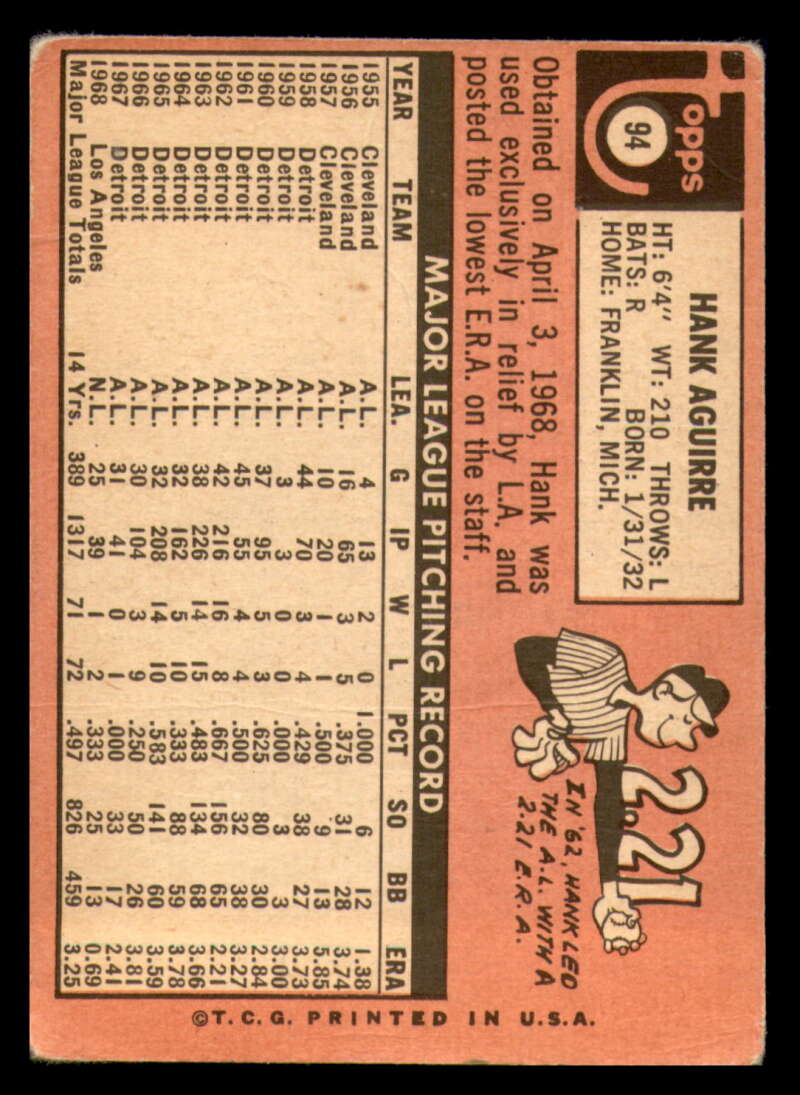 Topps
94
HANK AGUIRRE
HT: 6'4" WT: 210 THROWS: L
BATS: R BORN: 1/31/32
HOME: FRANKLIN, MICH.
2.21
IN '62, HANK LED
THE A.L. WITH A
2.21 E.R.A.
Obtained on April 3, 1968, Hank was
used exclusively in relief by L.A. and
posted the lowest E.R.A. on the staff.
MAJOR LEAGUE PITCHING RECORD
YEAR TEAM LEA. G IP W L PCT SO BB ERA
1955 Cleveland A.L. 4 13 2 0 1.000 6 12 1.38
1956 Cleveland A.L. 16 65 3 5 .375 31 28 3.74
1957 Cleveland A.L. 10 20 1 1 .500 9 13 5.85
1958 Detroit A.L. 44 70 3 4 .429 38 27 3.73
1959 Detroit A.L. 3 3 0 0 .000 3 3 3.00
1960 Detroit A.L. 37 95 5 3 .625 80 30 2.84
1961 Detroit A.L. 45 55 4 4 .500 32 38 3.27
1962 Detroit A.L. 42 216 16 8 .667 156 65 2.21
1963 Detroit A.L. 38 226 14 15 .483 134 68 3.66
1964 Detroit A.L. 32 162 5 10 .333 88 59 3.78
1965 Detroit A.L. 32 208 14 10 .583 141 60 3.59
1966 Detroit A.L. 30 104 3 9 .250 50 26 3.81
1967 Detroit A.L. 31 41 0 1 .000 33 17 2.41
1968 Los Angeles N.L. 25 39 1 2 .333 25 13 0.69
Major League Totals 14 Yrs. 389 1317 71 72 .497 826 459 3.25
©T.C.G. PRINTED IN U.S.A.